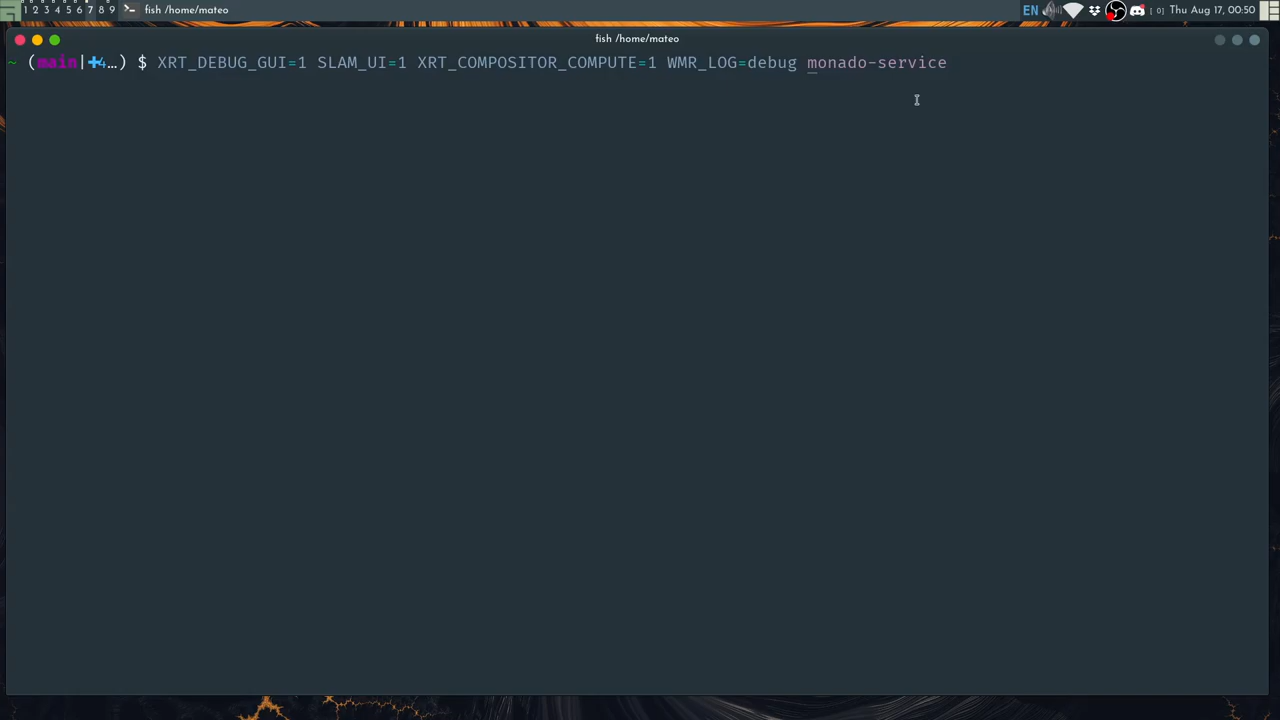 1 2 3 4 5 6 7 8 9 fish /home/mateo EN [ 0] Thu Aug 17, 00:50
fish /home/mateo
~ (main|✚4…) $ XRT_DEBUG_GUI=1 SLAM_UI=1 XRT_COMPOSITOR_COMPUTE=1 WMR_LOG=debug monado-service